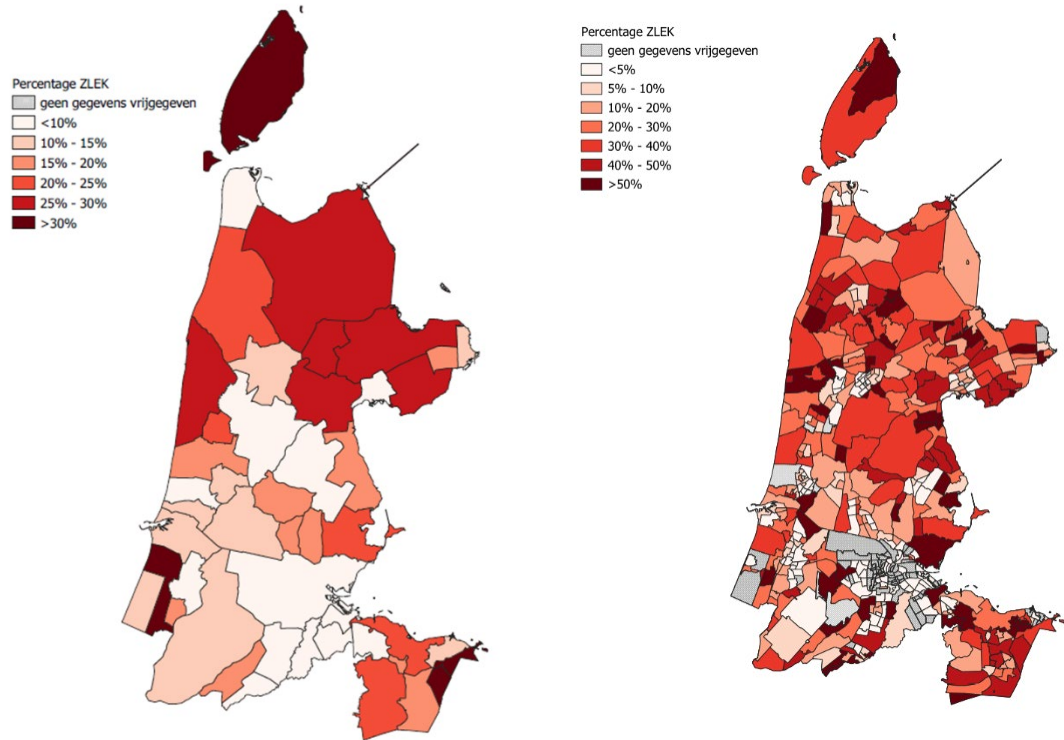 Percentage ZLEK
geen gegevens vrijgegeven
<10%
10% - 15%
15% - 20%
20% - 25%
25% - 30%
>30%
Percentage ZLEK
geen gegevens vrijgegeven
<5%
5% - 10%
10% - 20%
20% - 30%
30% - 40%
40% - 50%
>50%